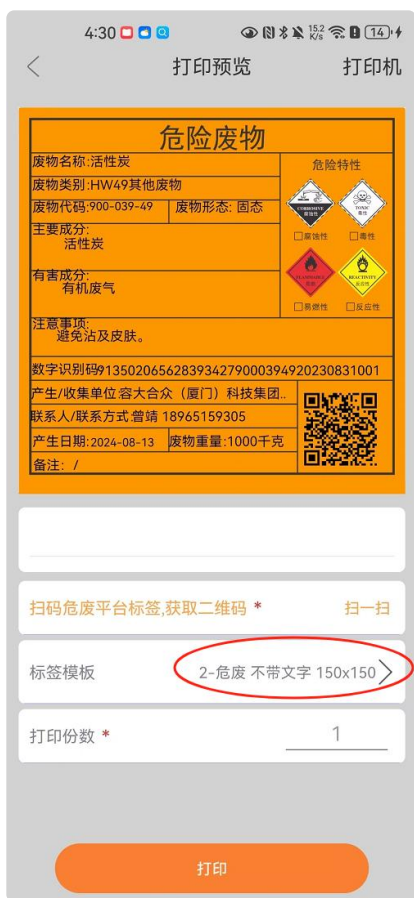 4:30
15.2 K/s
14
打印预览
打印机
危险废物
废物名称:活性炭
危险特性
废物类别:HW49其他废物
废物代码:900-039-49
废物形态: 固态
CORROSIVE
腐蚀性
TOXIC
毒性
主要成分:
活性炭
□腐蚀性
□毒性
有害成分:
有机废气
REACTIVITY
反应性
□易燃性
□反应性
注意事项:
避免沾及皮肤。
数字识别码9135020656283934279000394920230831001
产生/收集单位:容大合众（厦门）科技集团..
联系人/联系方式:曾靖 18965159305
产生日期:2024-08-13
废物重量:1000千克
备注: /
扫码危废平台标签,获取二维码 *
扫一扫
标签模板
2-危废 不带文字 150x150
打印份数 *
1
打印